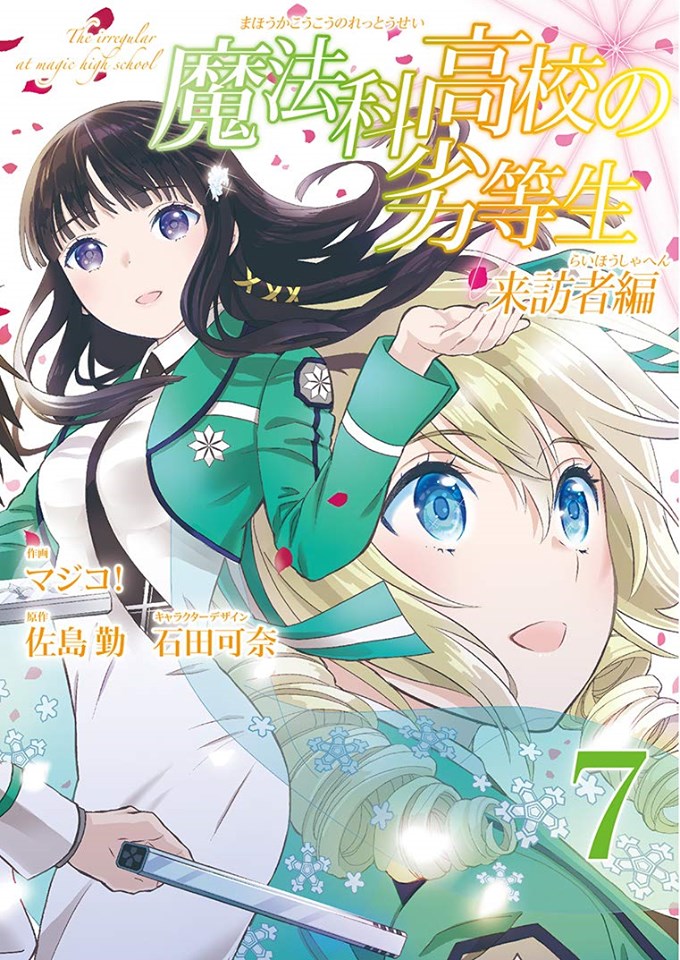 まほうかこうこうのれっとうせい
The irregular
at magic high school
魔法科高校の
劣等生
らいほうしゃへん
来訪者編
作画
マジコ!
原作 キャラクターデザイン
佐島 勤 石田可奈
7